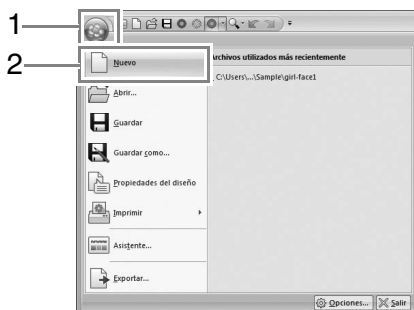 1
2
Nuevo
Archivos utilizados más recientemente
C:\Users\...\Sample\girl-face1
Abrir...
Guardar
Guardar como...
Propiedades del diseño
Imprimir
Asistente...
Exportar...
Opciones...
Salir